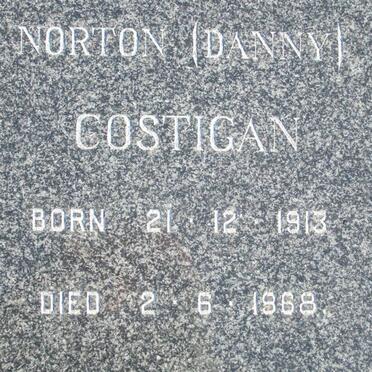 NORTON (DANNY)
COSTIGAN
BORN 21 · 12 · 1913
DIED 2 · 6 · 1968.